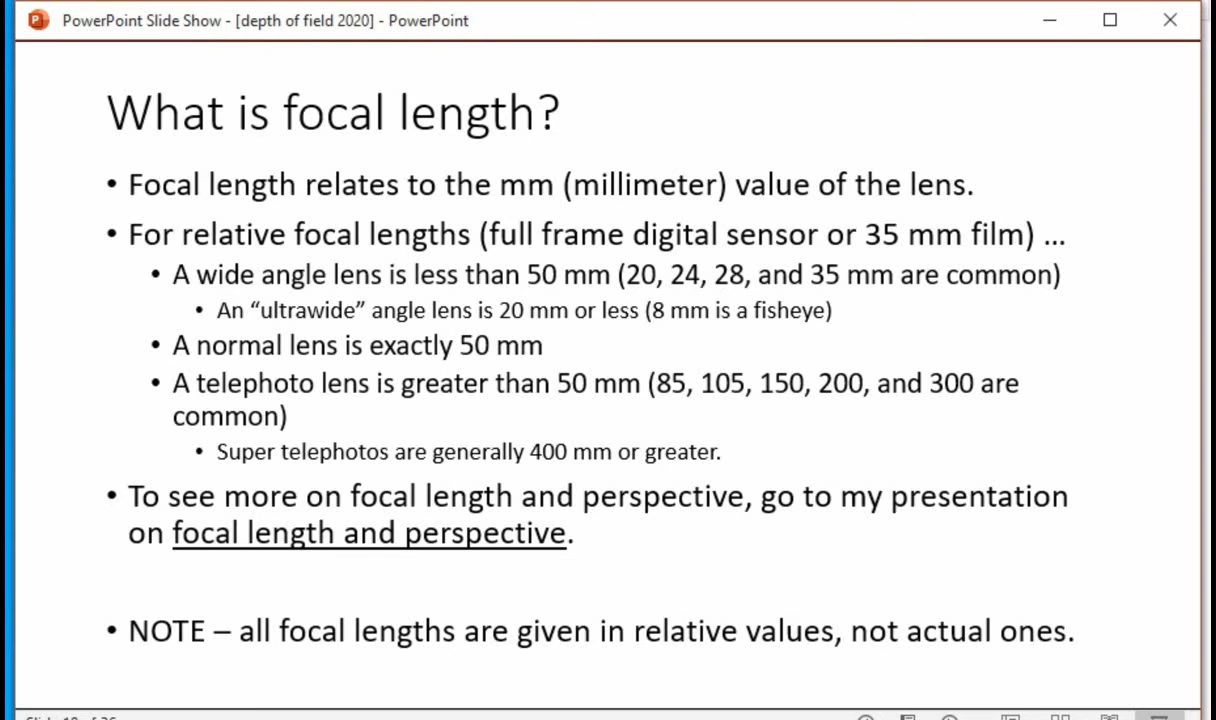 PowerPoint Slide Show - [depth of field 2020] - PowerPoint
What is focal length?
• Focal length relates to the mm (millimeter) value of the lens.
• For relative focal lengths (full frame digital sensor or 35 mm film) ...
• A wide angle lens is less than 50 mm (20, 24, 28, and 35 mm are common)
• An “ultrawide” angle lens is 20 mm or less (8 mm is a fisheye)
• A normal lens is exactly 50 mm
• A telephoto lens is greater than 50 mm (85, 105, 150, 200, and 300 are
common)
• Super telephotos are generally 400 mm or greater.
• To see more on focal length and perspective, go to my presentation
on focal length and perspective.
• NOTE – all focal lengths are given in relative values, not actual ones.